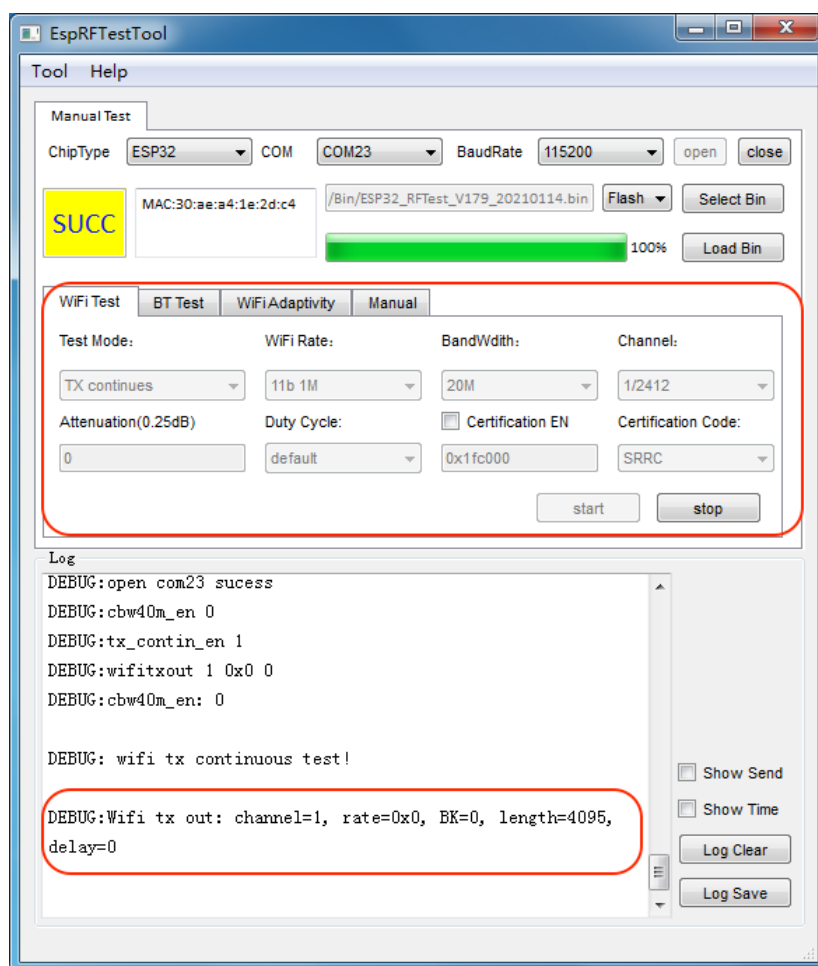 EspRFTestTool
Tool Help
Manual Test
ChipType ESP32 COM COM23 BaudRate 115200 open close
SUCC MAC:30:ae:a4:1e:2d:c4 /Bin/ESP32_RFTest_V179_20210114.bin Flash Select Bin
100% Load Bin
WiFi Test BT Test WiFi Adaptivity Manual
Test Mode: WiFi Rate: BandWdith: Channel:
TX continues 11b 1M 20M 1/2412
Attenuation(0.25dB) Duty Cycle: Certification EN Certification Code:
0 default 0x1fc000 SRRC
start stop
Log
DEBUG:open com23 sucess
DEBUG:cbw40m_en 0
DEBUG:tx_contin_en 1
DEBUG:wifitxout 1 0x0 0
DEBUG:cbw40m_en: 0
DEBUG: wifi tx continuous test!
Show Send
DEBUG:Wifi tx out: channel=1, rate=0x0, BK=0, length=4095,
Show Time
delay=0
Log Clear
Log Save